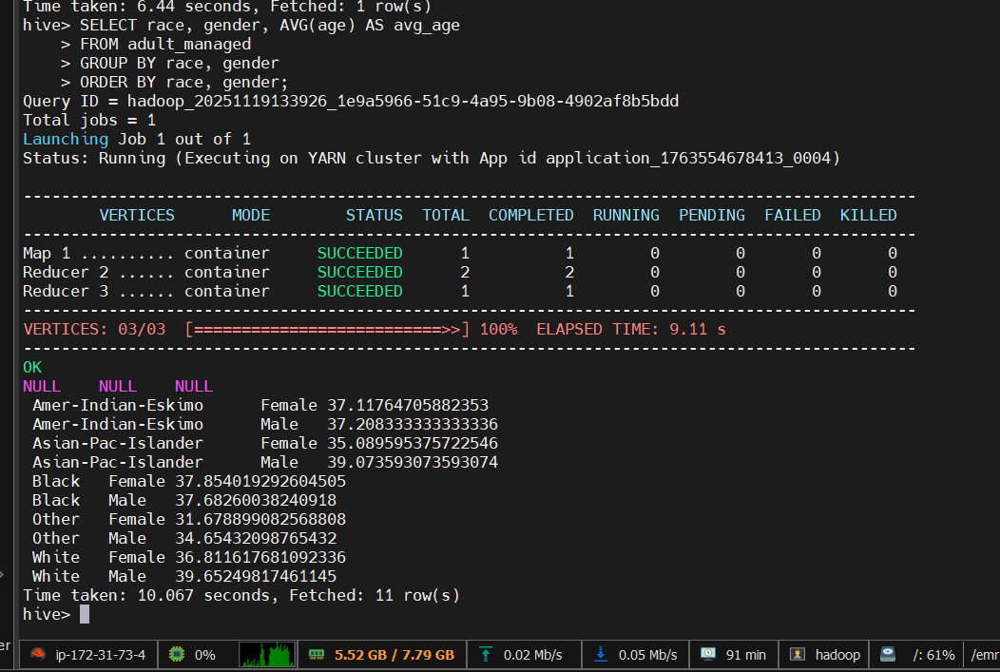 Time taken: 6.44 seconds, Fetched: 1 row(s)
hive> SELECT race, gender, AVG(age) AS avg_age
    > FROM adult_managed
    > GROUP BY race, gender
    > ORDER BY race, gender;
Query ID = hadoop_20251119133926_1e9a5966-51c9-4a95-9b08-4902af8b5bdd
Total jobs = 1
Launching Job 1 out of 1
Status: Running (Executing on YARN cluster with App id application_1763554678413_0004)
----------------------------------------------------------------------------------------------
        VERTICES      MODE        STATUS  TOTAL  COMPLETED  RUNNING  PENDING  FAILED  KILLED
----------------------------------------------------------------------------------------------
Map 1 .......... container     SUCCEEDED      1          1        0        0       0       0
Reducer 2 ...... container     SUCCEEDED      2          2        0        0       0       0
Reducer 3 ...... container     SUCCEEDED      1          1        0        0       0       0
----------------------------------------------------------------------------------------------
VERTICES: 03/03  [==========================>>] 100%  ELAPSED TIME: 9.11 s
----------------------------------------------------------------------------------------------
OK
NULL    NULL    NULL
 Amer-Indian-Eskimo      Female 37.11764705882353
 Amer-Indian-Eskimo      Male   37.208333333333336
 Asian-Pac-Islander      Female 35.089595375722546
 Asian-Pac-Islander      Male   39.073593073593074
 Black   Female 37.854019292604505
 Black   Male   37.68260038240918
 Other   Female 31.678899082568808
 Other   Male   34.65432098765432
 White   Female 36.811617681092336
 White   Male   39.65249817461145
Time taken: 10.067 seconds, Fetched: 11 row(s)
hive>
er
ip-172-31-73-4 0% 5.52 GB / 7.79 GB 0.02 Mb/s 0.05 Mb/s 91 min hadoop /: 61% /emr